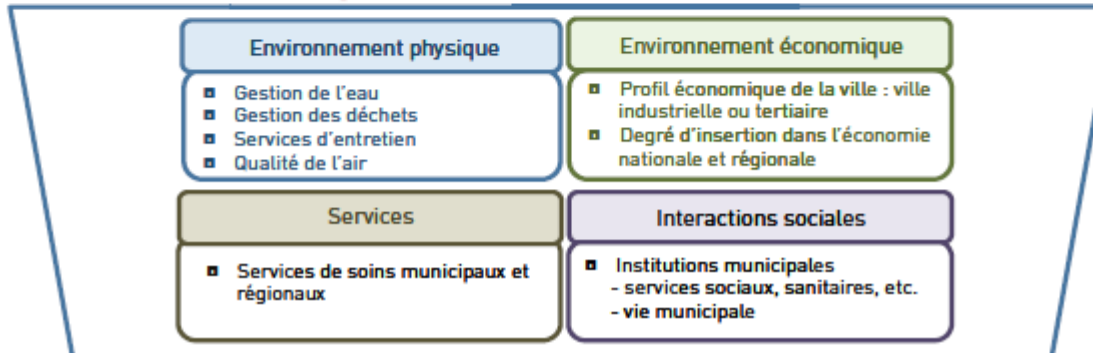 Environnement physique
Gestion de l'eau
Gestion des déchets
Services d'entretien
Qualité de l'air
Environnement économique
Profil économique de la ville : ville
industrielle ou tertiaire
Degré d'insertion dans l'économie
nationale et régionale
Services
Services de soins municipaux et
régionaux
Interactions sociales
Institutions municipales
- services sociaux, sanitaires, etc.
- vie municipale